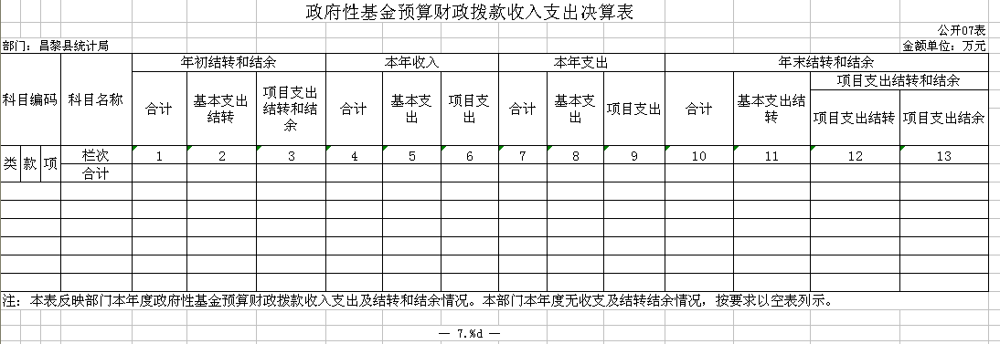 政府性基金预算财政拨款收入支出决算表
公开07表
部门：昌黎县统计局 金额单位：万元
科目编码 科目名称 年初结转和结余 本年收入 本年支出 年末结转和结余
合计 基本支出结转 项目支出结转和结余 合计 基本支出 项目支出 合计 基本支出 项目支出 合计 基本支出结转 项目支出结转和结余
项目支出结转 项目支出结余
类 款 项 栏次 1 2 3 4 5 6 7 8 9 10 11 12 13
合计
注：本表反映部门本年度政府性基金预算财政拨款收入支出及结转和结余情况。本部门本年度无收支及结转结余情况，按要求以空表列示。
— 7.%d —